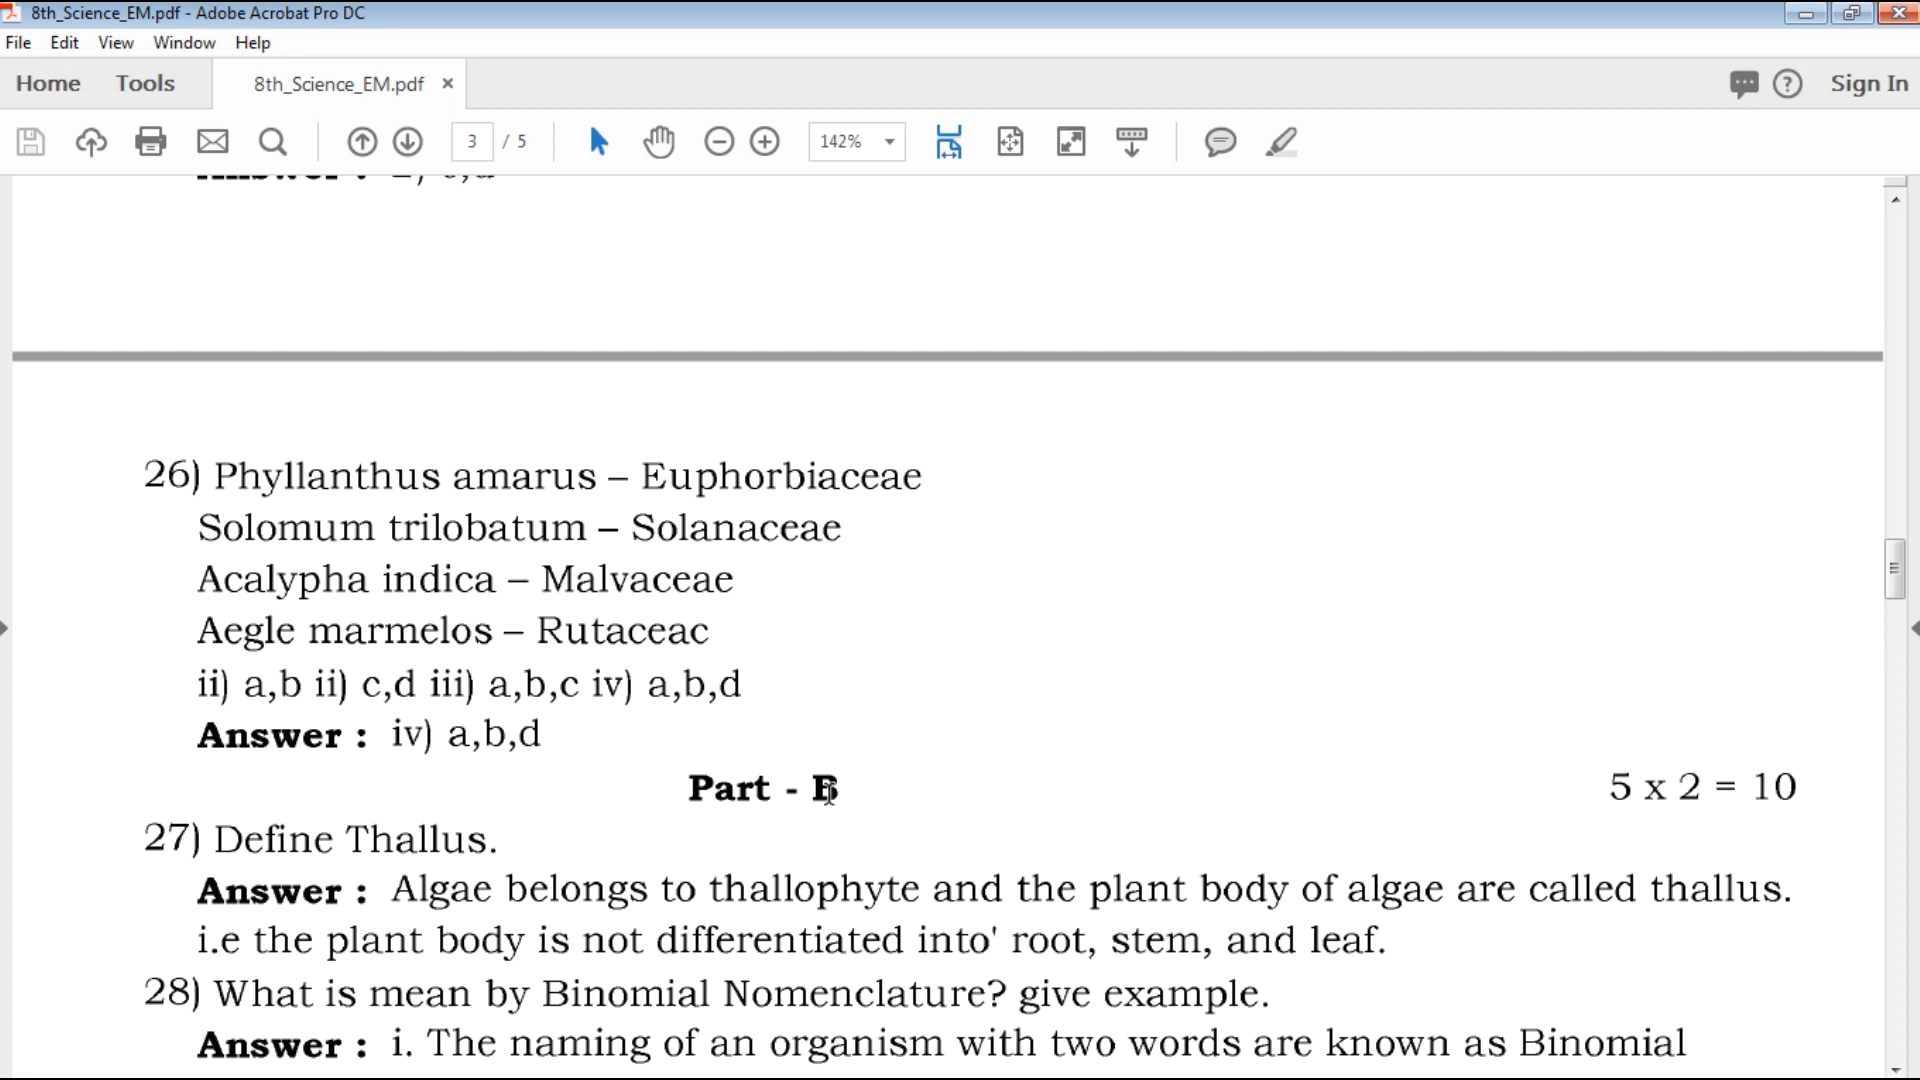 8th_Science_EM.pdf - Adobe Acrobat Pro DC
File Edit View Window Help
Home Tools 8th_Science_EM.pdf × Sign In
3 / 5 142%
26) Phyllanthus amarus – Euphorbiaceae
Solomum trilobatum – Solanaceae
Acalypha indica – Malvaceae
Aegle marmelos – Rutaceac
ii) a,b ii) c,d iii) a,b,c iv) a,b,d
Answer : iv) a,b,d
Part - B 5 x 2 = 10
27) Define Thallus.
Answer : Algae belongs to thallophyte and the plant body of algae are called thallus.
i.e the plant body is not differentiated into' root, stem, and leaf.
28) What is mean by Binomial Nomenclature? give example.
Answer : i. The naming of an organism with two words are known as Binomial